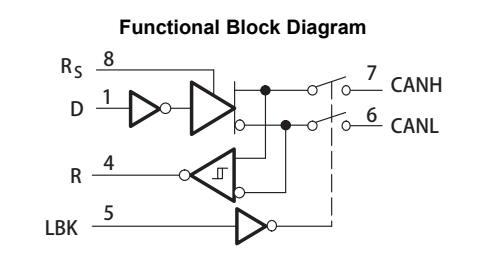 Functional Block Diagram
RS 8
7 CANH
D 1
6 CANL
R 4
LBK 5